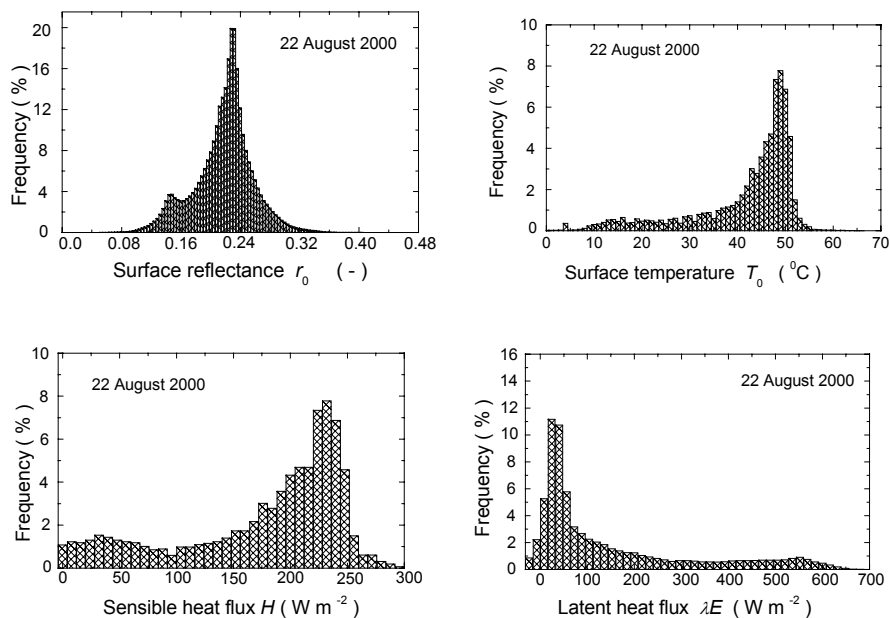 20
16
12
8
4
0
Frequency ( % )
22 August 2000
0.0 0.08 0.16 0.24 0.32 0.40 0.48
Surface reflectance r0 (-)
10
8
6
4
2
0
Frequency ( % )
22 August 2000
0 10 20 30 40 50 60 70
Surface temperature T0 ( 0C )
10
8
6
4
2
0
Frequency ( % )
22 August 2000
0 50 100 150 200 250 300
Sensible heat flux H ( W m -2 )
16
14
12
10
8
6
4
2
0
Frequency ( % )
22 August 2000
0 100 200 300 400 500 600 700
Latent heat flux λE ( W m -2 )